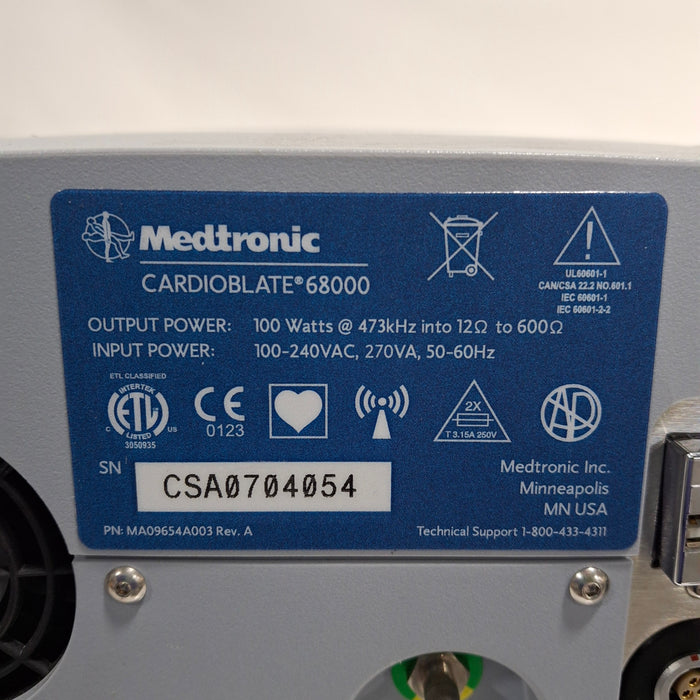 Medtronic
CARDIOBLATE® 68000
UL60601-1
CAN/CSA 22.2 NO.601.1
IEC 60601-1
IEC 60601-2-2
OUTPUT POWER: 100 Watts @ 473kHz into 12Ω to 600Ω
INPUT POWER: 100-240VAC, 270VA, 50-60Hz
ETL CLASSIFIED
INTERTEK
ETL
C US
LISTED
3050935
CE
0123
2X
T 3.15A 250V
SN CSA0704054
Medtronic Inc.
Minneapolis
MN USA
PN: MA09654A003 Rev. A
Technical Support 1-800-433-4311